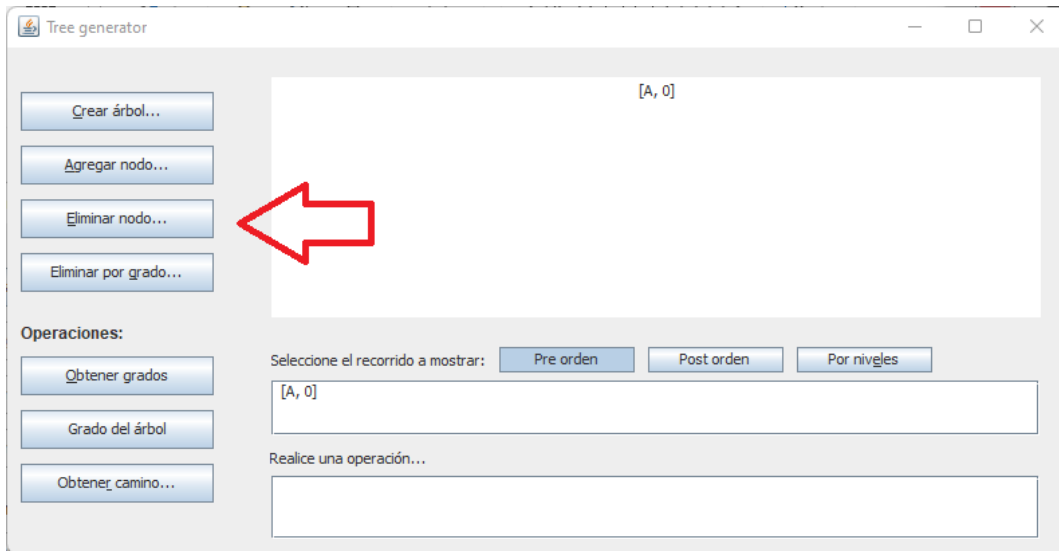 Tree generator
[A, 0]
Crear árbol...
Agregar nodo...
Eliminar nodo...
Eliminar por grado...
Operaciones:
Obtener grados
Grado del árbol
Obtener camino...
Seleccione el recorrido a mostrar: Pre orden Post orden Por niveles
[A, 0]
Realice una operación...